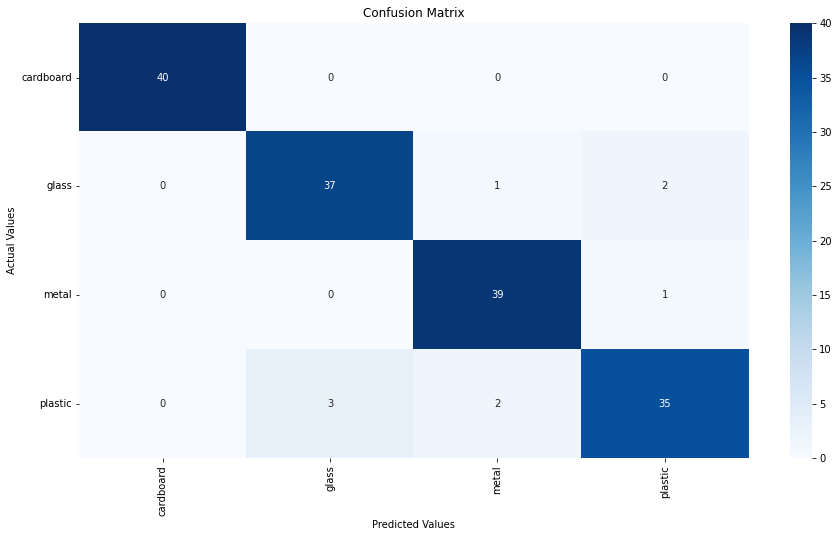 Confusion Matrix
cardboard 40 0 0 0
glass 0 37 1 2
metal 0 0 39 1
plastic 0 3 2 35
cardboard glass metal plastic
Predicted Values
Actual Values
40
35
30
25
20
15
10
5
0